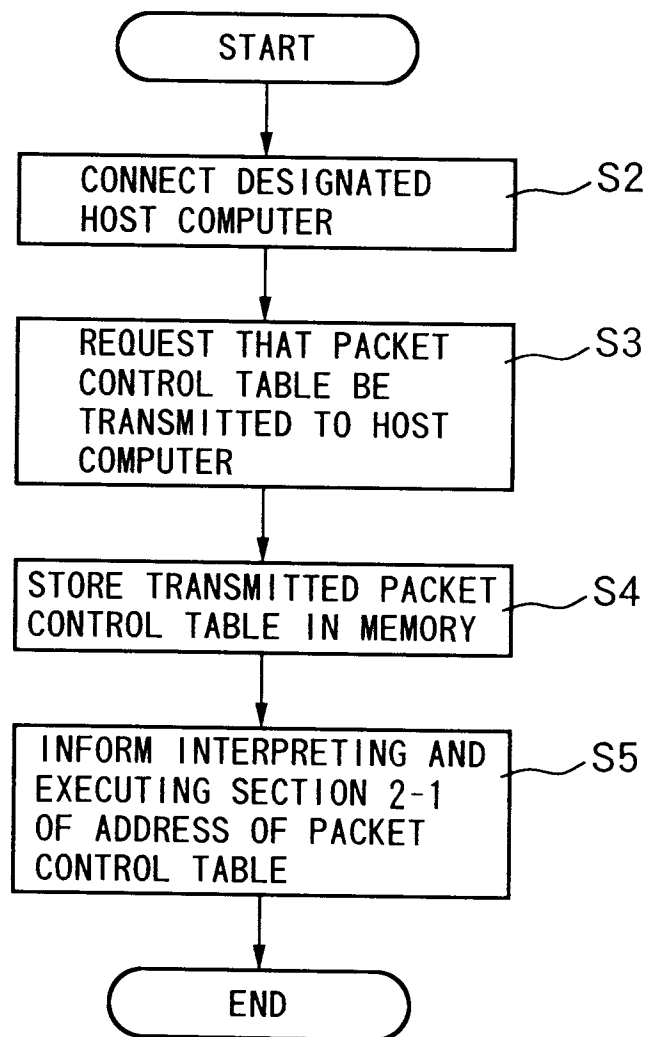 START
CONNECT DESIGNATED
HOST COMPUTER
S2
REQUEST THAT PACKET
CONTROL TABLE BE
TRANSMITTED TO HOST
COMPUTER
S3
STORE TRANSMITTED PACKET
CONTROL TABLE IN MEMORY
S4
INFORM INTERPRETING AND
EXECUTING SECTION 2-1
OF ADDRESS OF PACKET
CONTROL TABLE
S5
END